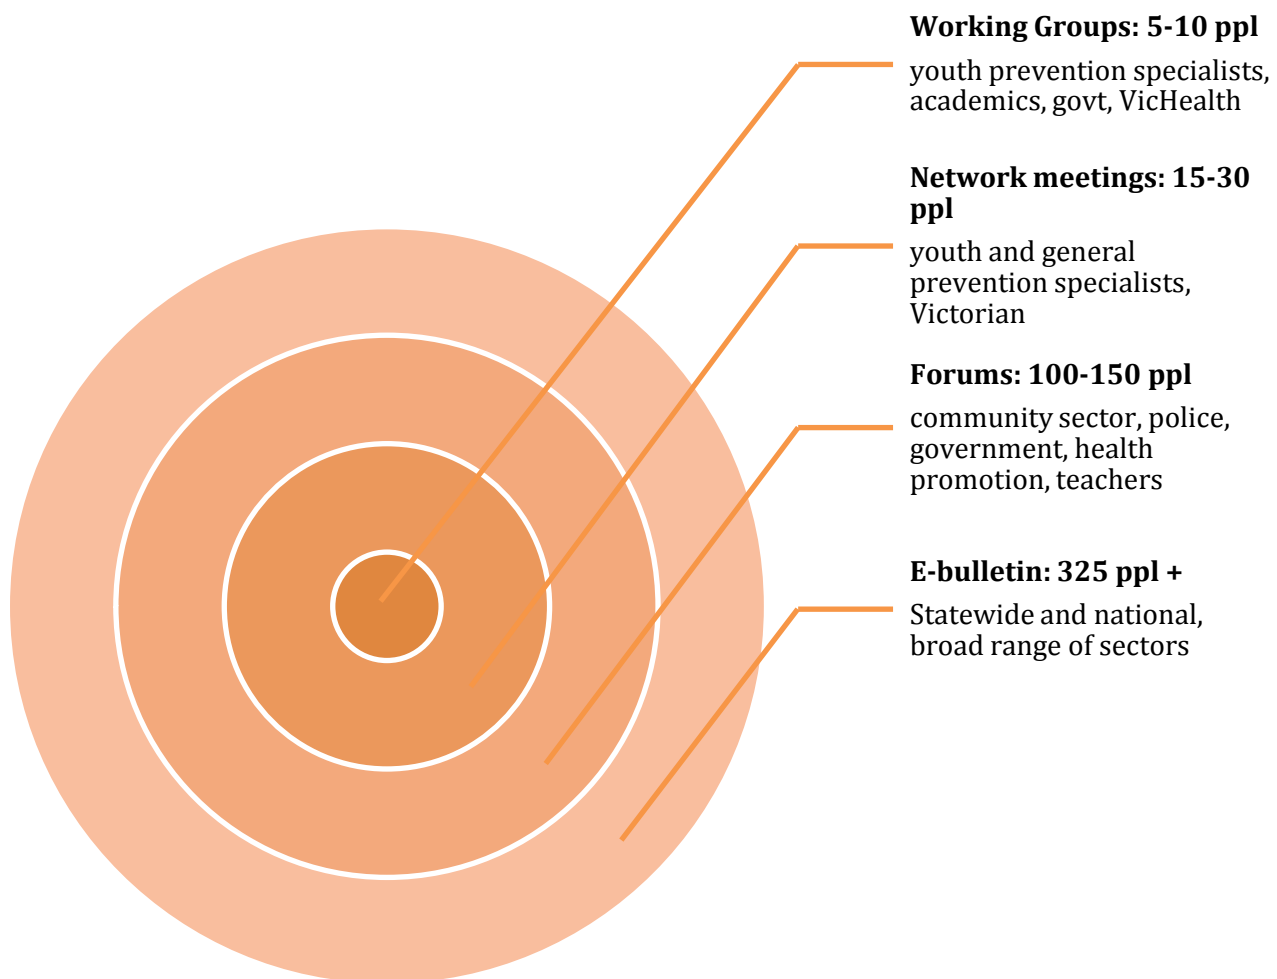 Working Groups: 5-10 ppl
youth prevention specialists,
academics, govt, VicHealth
Network meetings: 15-30
ppl
youth and general
prevention specialists,
Victorian
Forums: 100-150 ppl
community sector, police,
government, health
promotion, teachers
E-bulletin: 325 ppl +
Statewide and national,
broad range of sectors